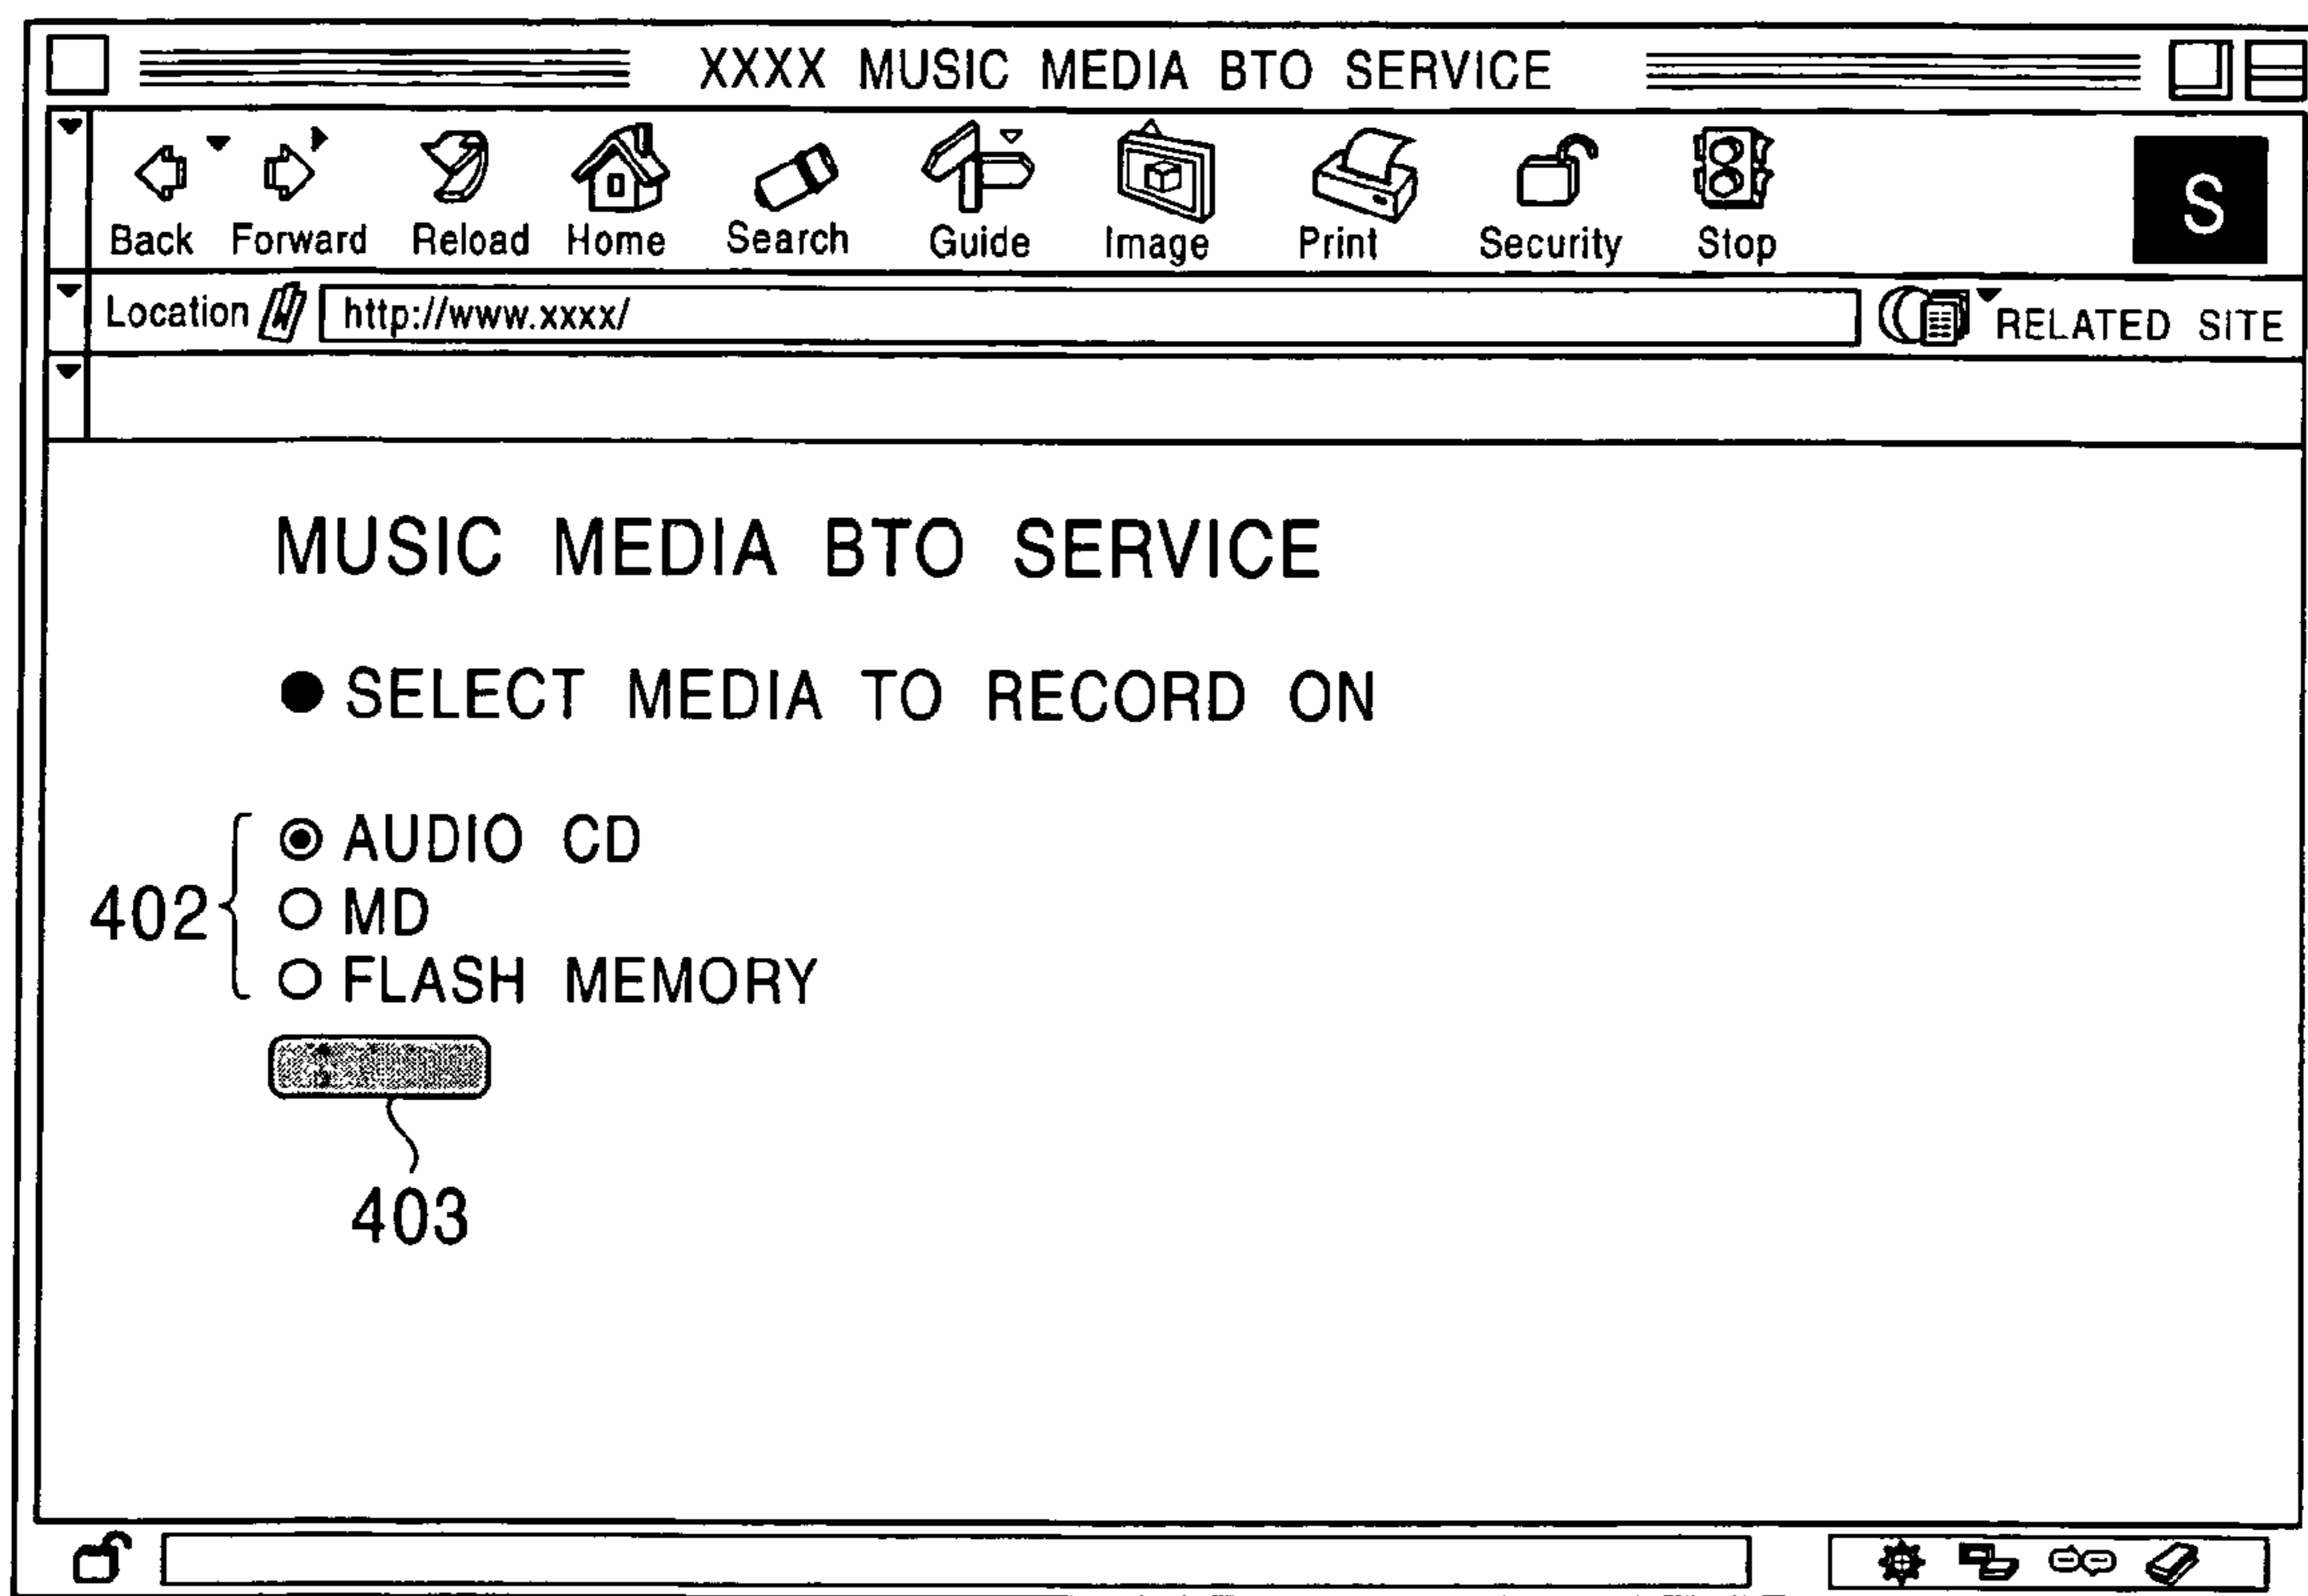 XXXX MUSIC MEDIA BTO SERVICE
Back Forward Reload Home Search Guide Image Print Security Stop S
Location http://www.xxxx/ RELATED SITE
MUSIC MEDIA BTO SERVICE
● SELECT MEDIA TO RECORD ON
AUDIO CD
402 MD
FLASH MEMORY
403